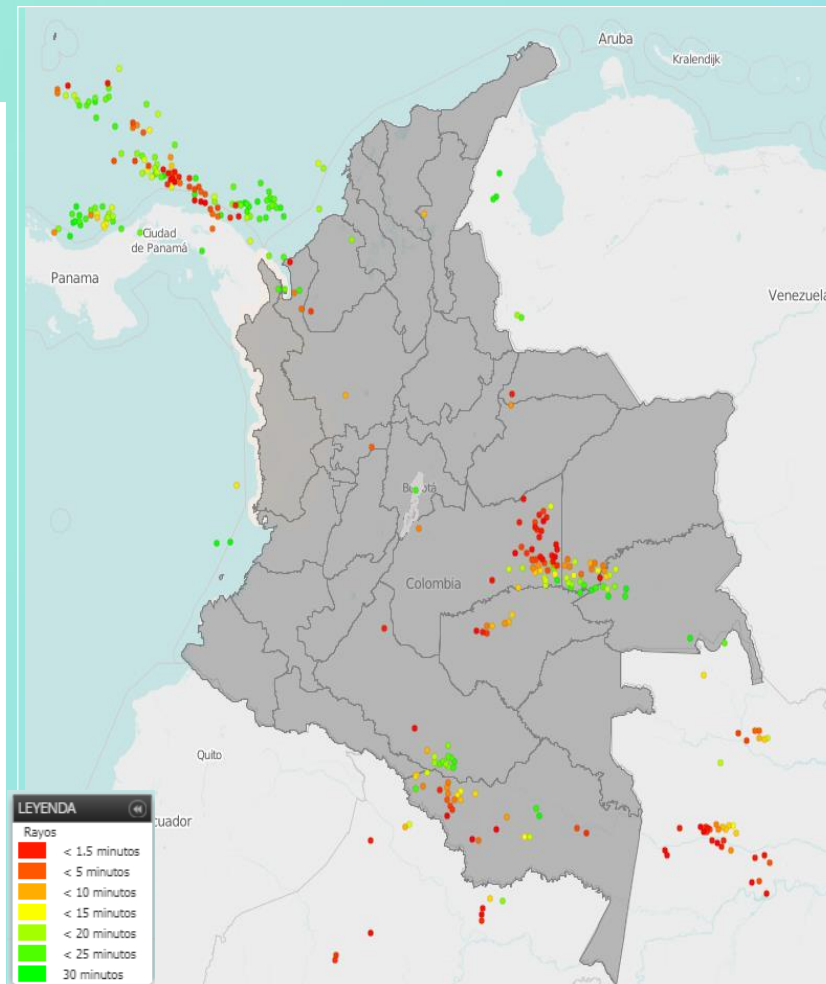 Aruba
Kralendijk
Ciudad
de Panamá
Panama
Venezuela
Bogotá
Colombia
Quito
cuador
LEYENDA
Rayos
< 1.5 minutos
< 5 minutos
< 10 minutos
< 15 minutos
< 20 minutos
< 25 minutos
30 minutos